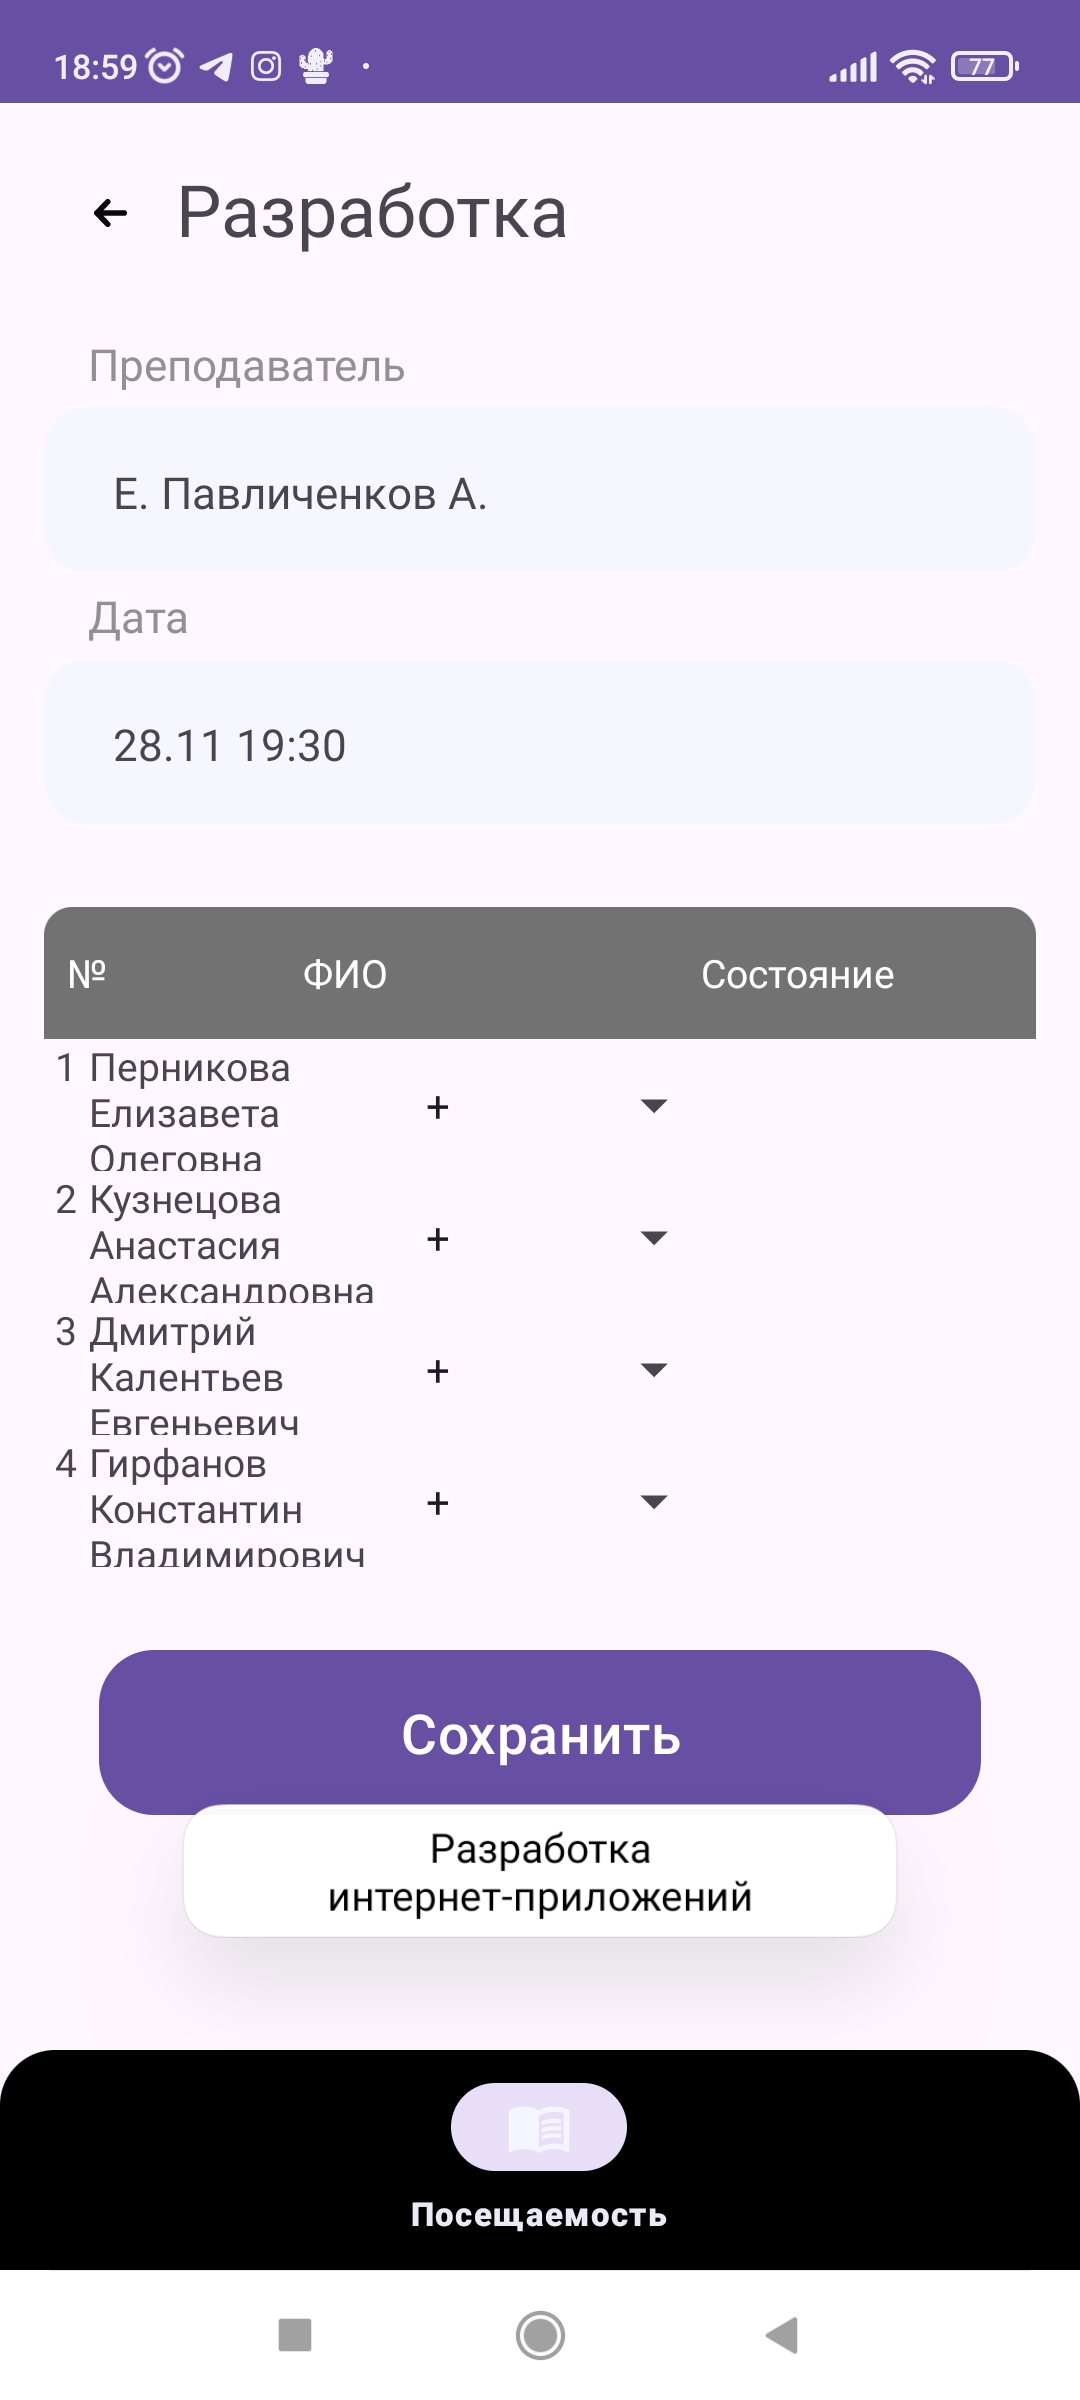 18:59
77
Разработка
Преподаватель
Е. Павличенков А.
Дата
28.11 19:30
№ ФИО Состояние
1 Перникова
Елизавета +
Олеговна
2 Кузнецова
Анастасия +
Александровна
3 Дмитрий
Калентьев +
Евгеньевич
4 Гирфанов
Константин +
Владимирович
Сохранить
Разработка
интернет-приложений
Посещаемость